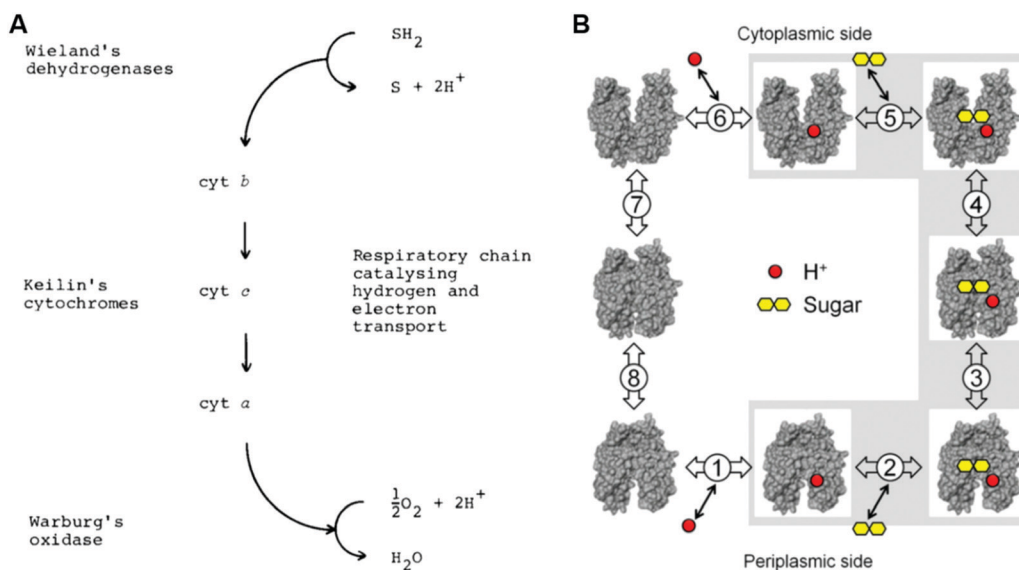 A
Wieland's
dehydrogenases
SH2
S + 2H+
cyt b
Keilin's
cytochromes
cyt c
Respiratory chain
catalysing
hydrogen and
electron
transport
cyt a
Warburg's
oxidase
1/2O2 + 2H+
H2O
B
Cytoplasmic side
6
5
7
4
H+
Sugar
8
3
1
2
Periplasmic side